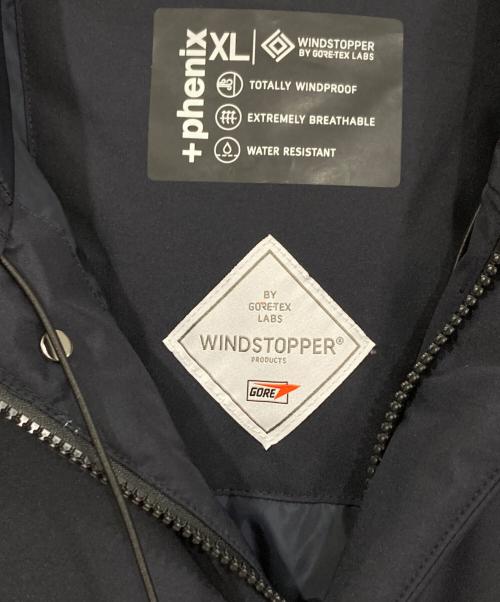 +phenix
XL
WINDSTOPPER
BY GORE-TEX LABS
TOTALLY WINDPROOF
EXTREMELY BREATHABLE
WATER RESISTANT
BY
GORE-TEX
LABS
WINDSTOPPER®
PRODUCTS
GORE